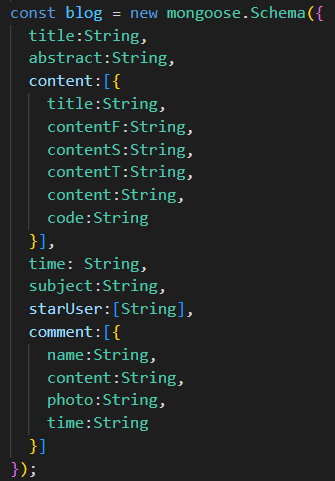 const blog = new mongoose.Schema({
  title:String,
  abstract:String,
  content:[{
    title:String,
    contentF:String,
    contentS:String,
    contentT:String,
    content:String,
    code:String
  }],
  time: String,
  subject:String,
  starUser:[String],
  comment:[{
    name:String,
    content:String,
    photo:String,
    time:String
  }]
});